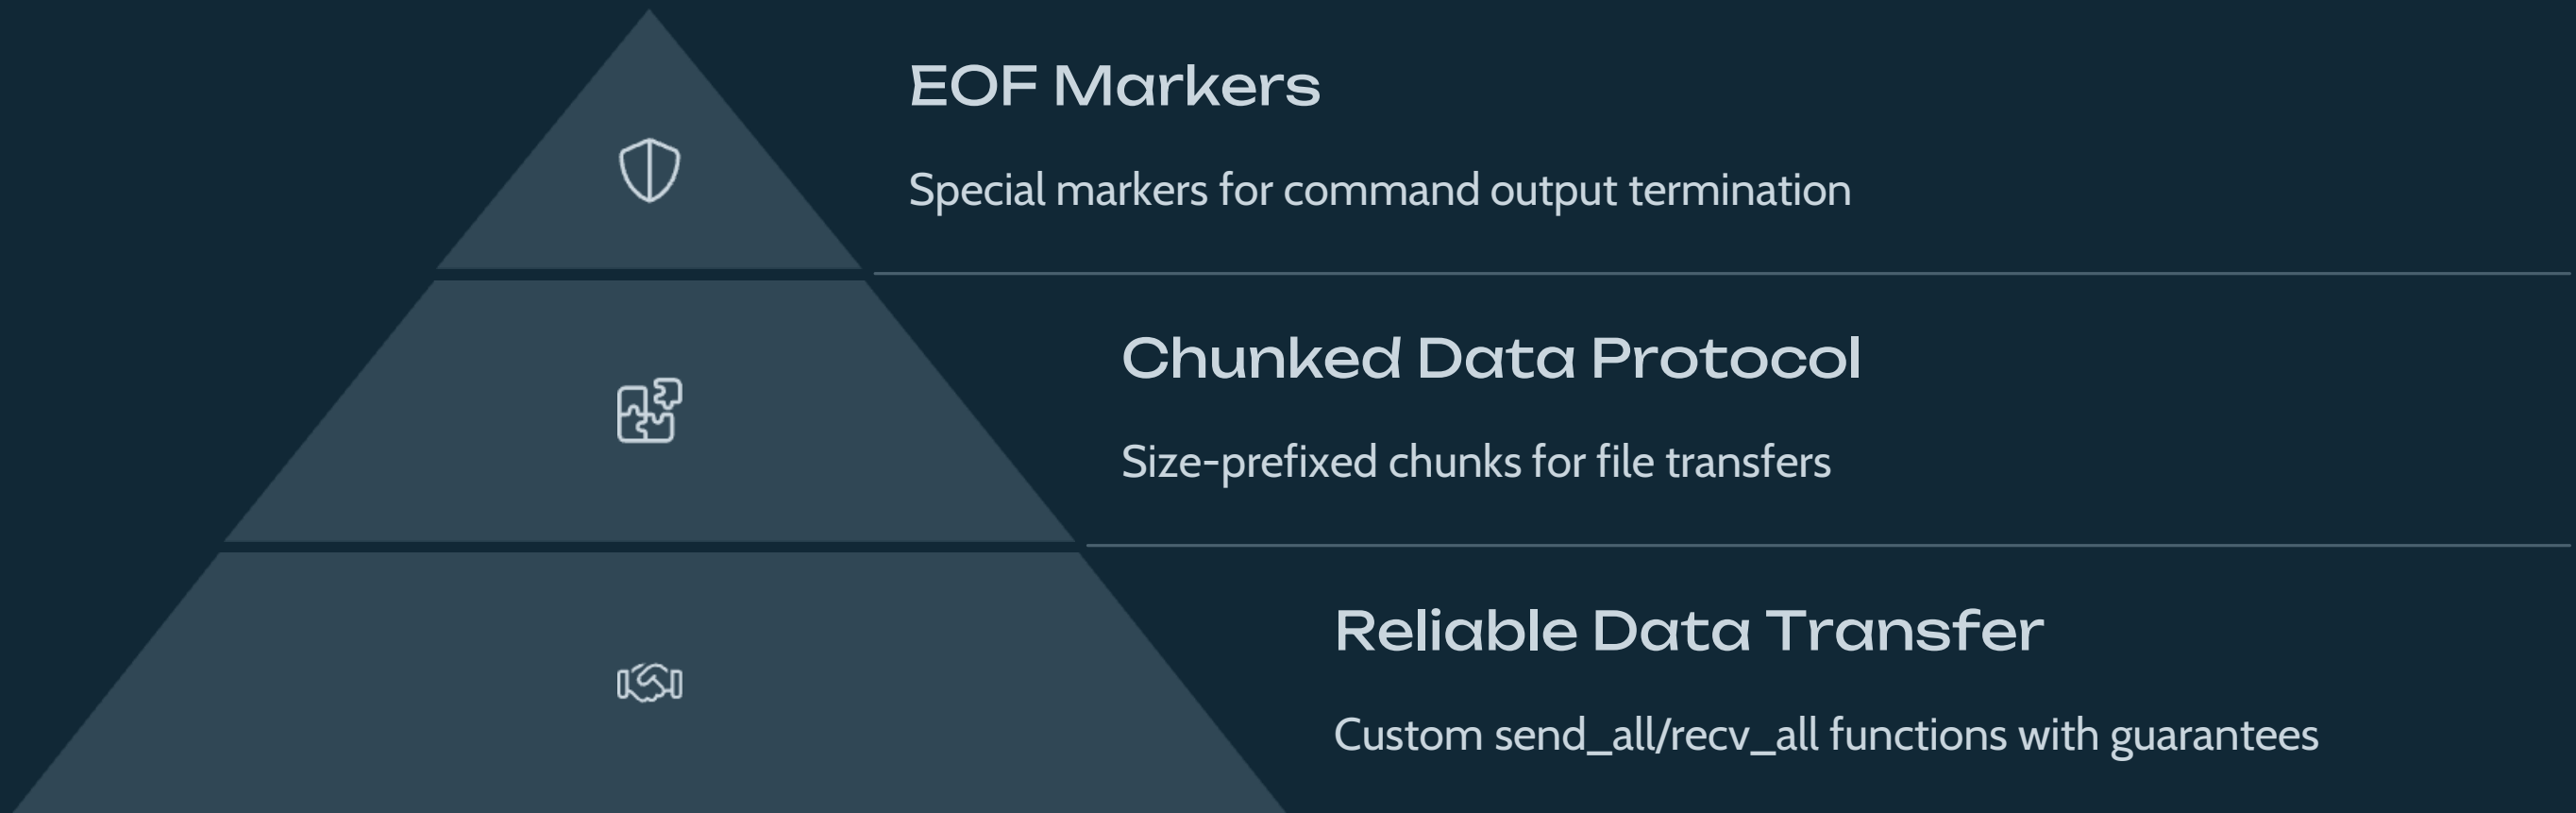 EOF Markers
Special markers for command output termination
Chunked Data Protocol
Size-prefixed chunks for file transfers
Reliable Data Transfer
Custom send_all/recv_all functions with guarantees